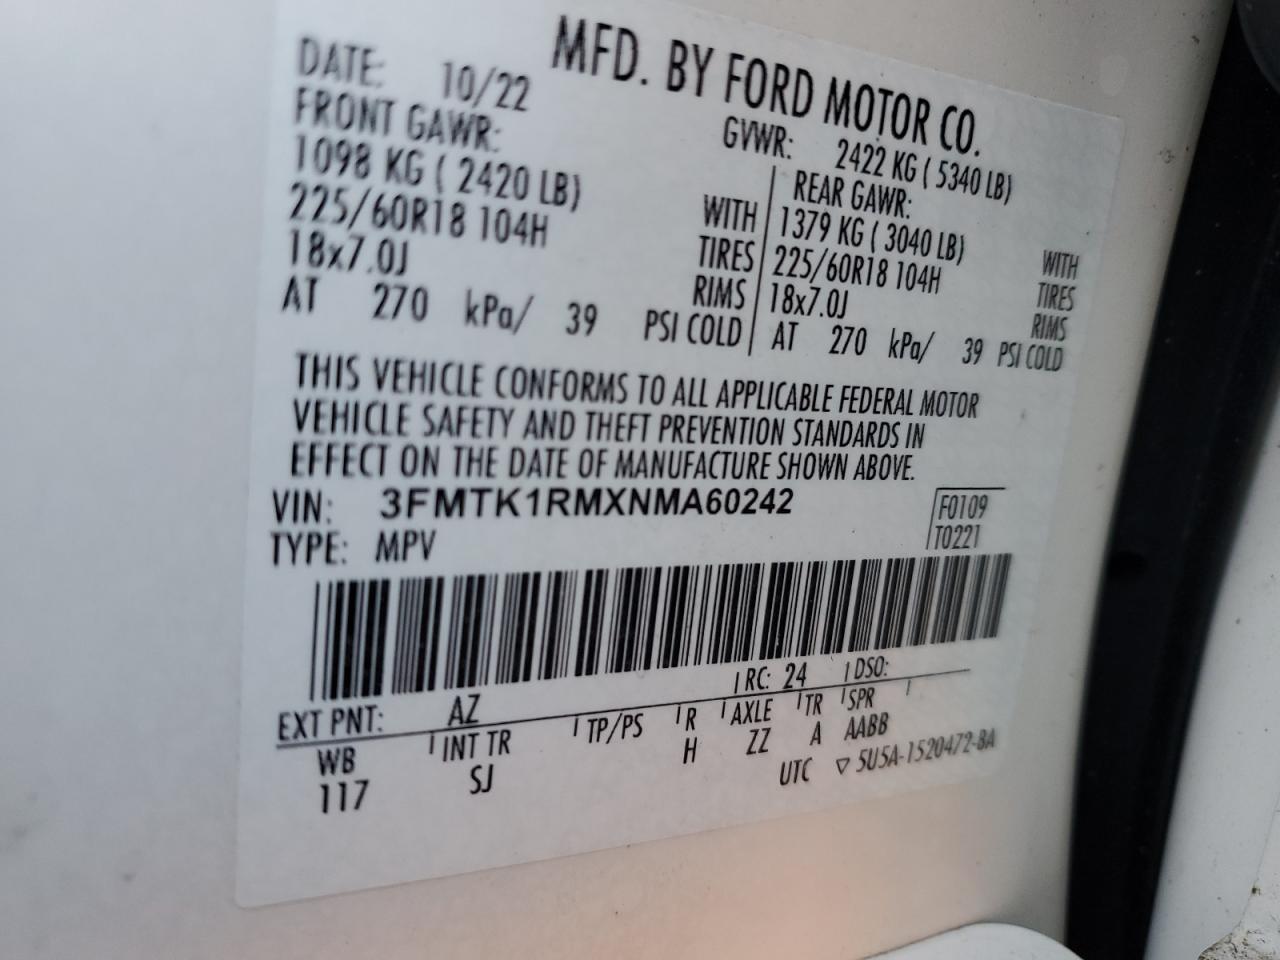 MFD. BY FORD MOTOR CO.
DATE: 10/22 GVWR: 2422 KG ( 5340 LB)
FRONT GAWR: REAR GAWR:
1098 KG ( 2420 LB) WITH 1379 KG ( 3040 LB) WITH
225/60R18 104H TIRES 225/60R18 104H TIRES
18x7.0J RIMS 18x7.0J RIMS
AT 270 kPa/ 39 PSI COLD AT 270 kPa/ 39 PSI COLD
THIS VEHICLE CONFORMS TO ALL APPLICABLE FEDERAL MOTOR
VEHICLE SAFETY AND THEFT PREVENTION STANDARDS IN
EFFECT ON THE DATE OF MANUFACTURE SHOWN ABOVE.
VIN: 3FMTK1RMXNMA60242 F0109
TYPE: MPV T0221
EXT PNT: AZ RC: 24 DSO:
WB INT TR TP/PS R AXLE TR SPR
117 SJ H ZZ A AABB
UTC ▽ 5U5A-1520472-BA